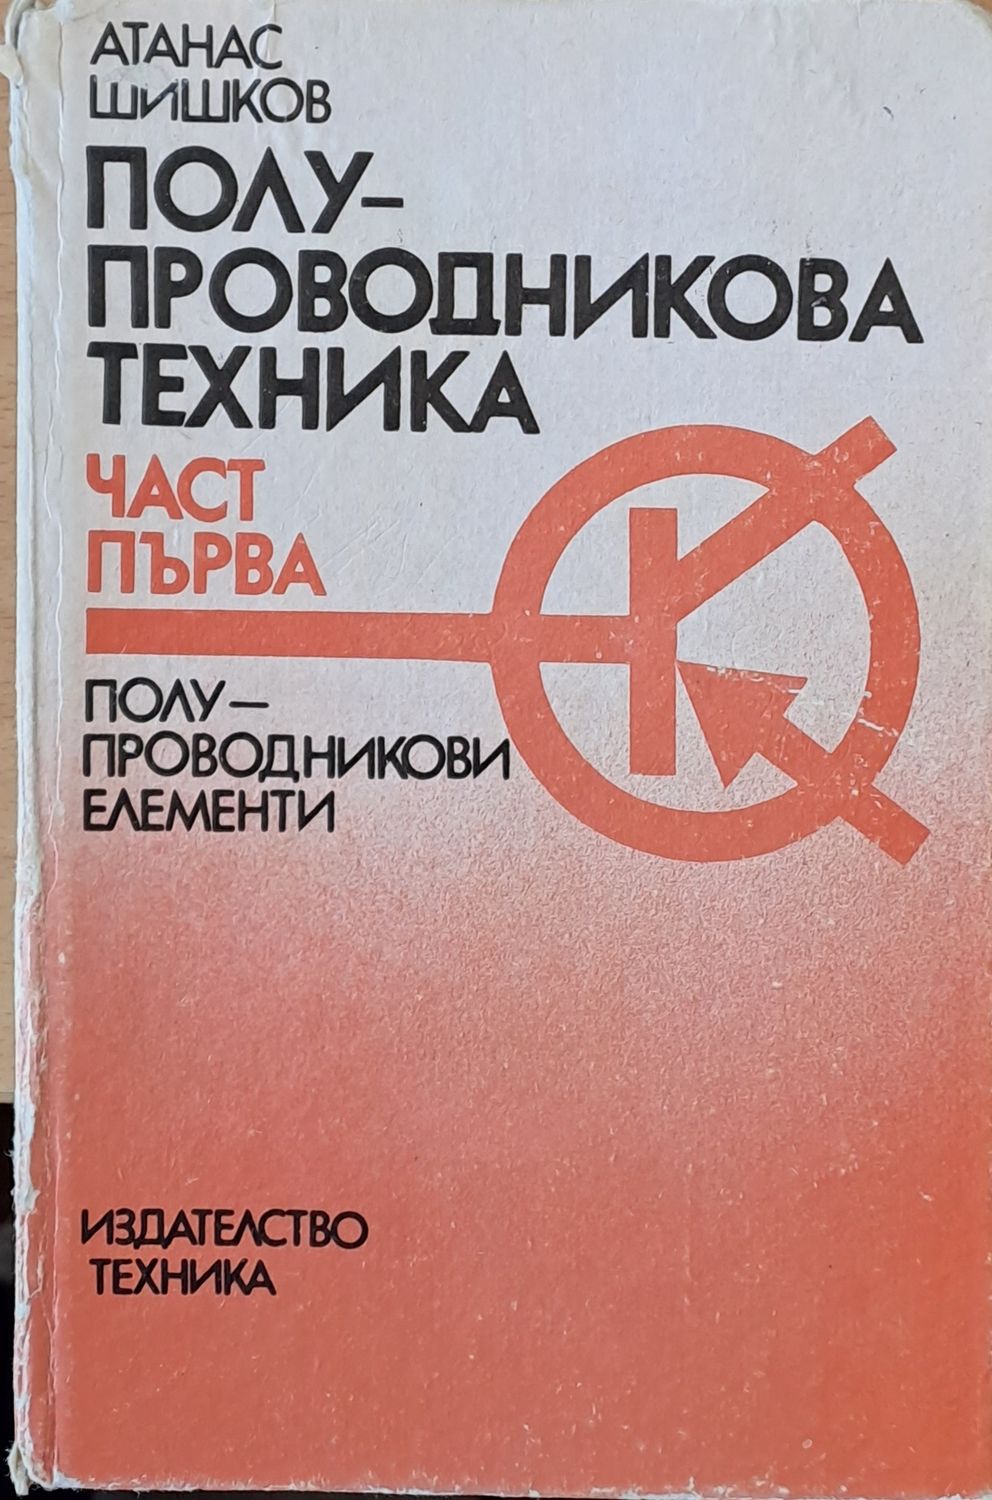 АТАНАС
ШИШКОВ
ПОЛУ-
ПРОВОДНИКОВА
ТЕХНИКА
ЧАСТ
ПЪРВА
ПОЛУ-
ПРОВОДНИКОВИ
ЕЛЕМЕНТИ
ИЗДАТЕЛСТВО
ТЕХНИКА